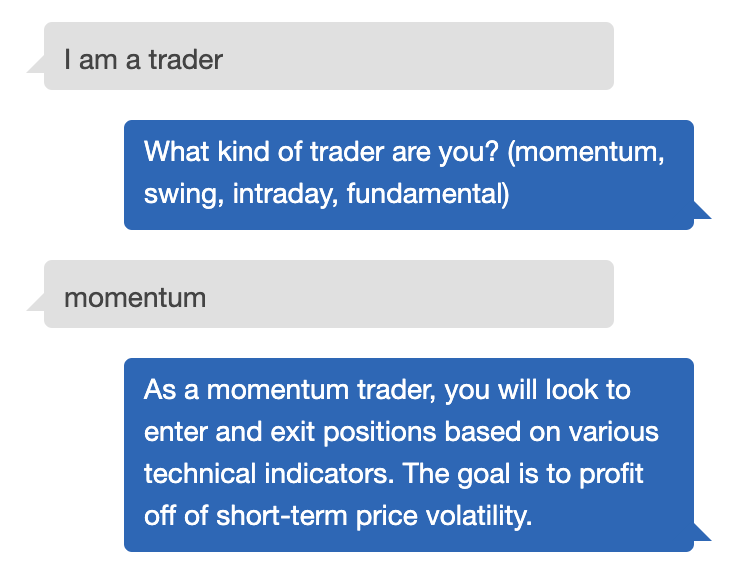 I am a trader
What kind of trader are you? (momentum,
swing, intraday, fundamental)
momentum
As a momentum trader, you will look to
enter and exit positions based on various
technical indicators. The goal is to profit
off of short-term price volatility.